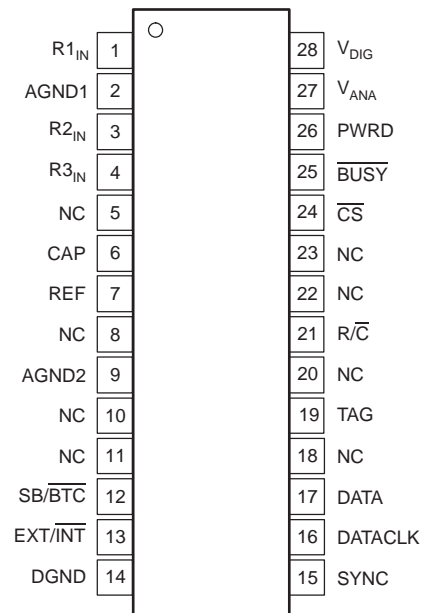 R1IN 1 28 VDIG
AGND1 2 27 VANA
R2IN 3 26 PWRD
R3IN 4 25 BUSY
NC 5 24 CS
CAP 6 23 NC
REF 7 22 NC
NC 8 21 R/C
AGND2 9 20 NC
NC 10 19 TAG
NC 11 18 NC
SB/BTC 12 17 DATA
EXT/INT 13 16 DATACLK
DGND 14 15 SYNC